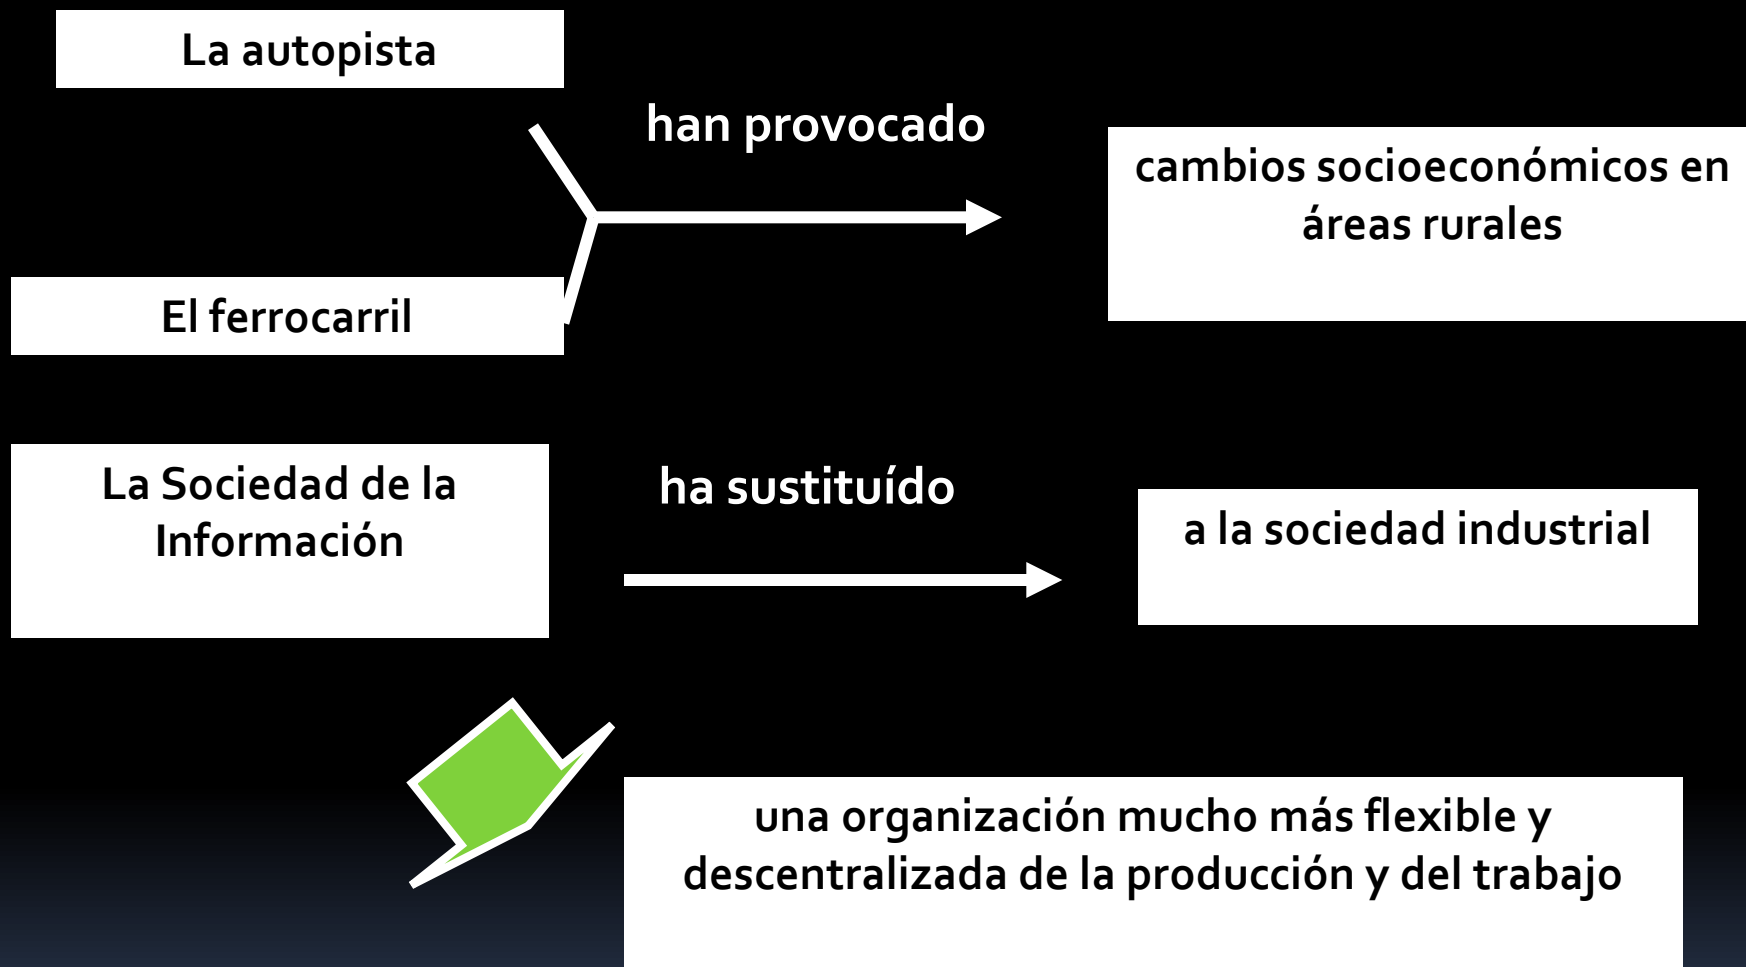 La autopista
han provocado
cambios socioeconómicos en
áreas rurales
El ferrocarril
La Sociedad de la
Información
ha sustituído
a la sociedad industrial
una organización mucho más flexible y
descentralizada de la producción y del trabajo